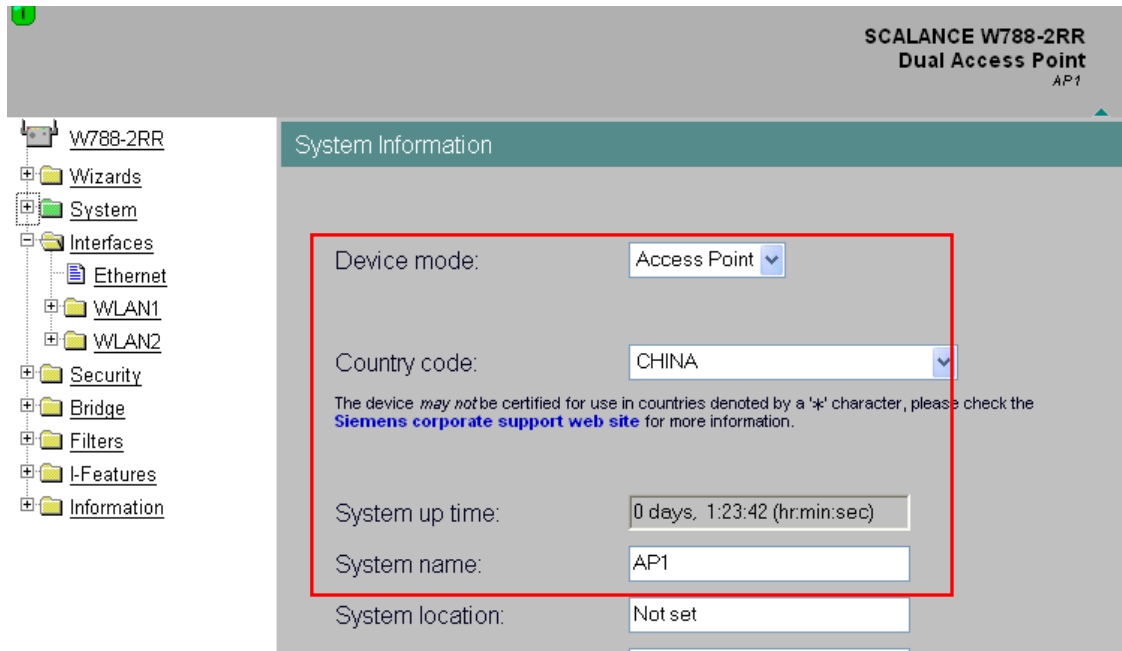 SCALANCE W788-2RR
Dual Access Point
AP1
W788-2RR
Wizards
System
Interfaces
Ethernet
WLAN1
WLAN2
Security
Bridge
Filters
I-Features
Information
System Information
Device mode: Access Point
Country code: CHINA
The device may not be certified for use in countries denoted by a '*' character, please check the
Siemens corporate support web site for more information.
System up time: 0 days, 1:23:42 (hr:min:sec)
System name: AP1
System location: Not set